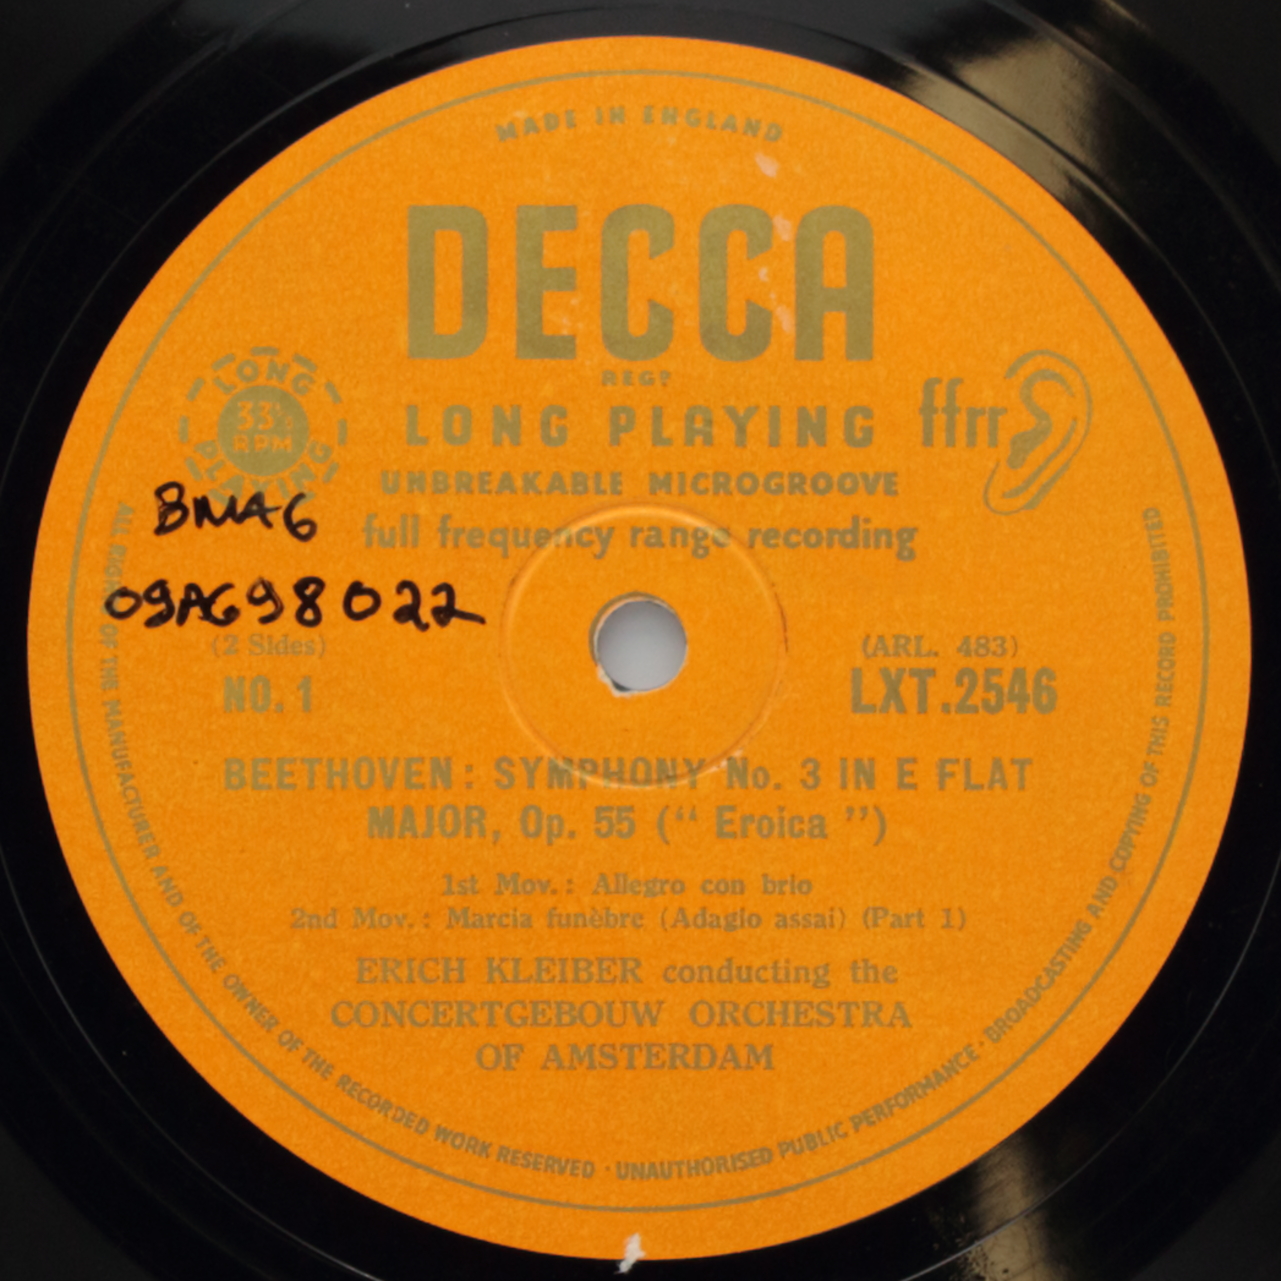 MADE IN ENGLAND
DECCA
REGD
LONG PLAYING
33⅓
RPM
LONG PLAYING
ffrr
UNBREAKABLE MICROGROOVE
full frequency range recording
BMA6
09AG98022
(2 Sides)
NO. 1
(ARL. 483)
LXT.2546
BEETHOVEN: SYMPHONY No. 3 IN E FLAT
MAJOR, Op. 55 (“ Eroica ”)
1st Mov.: Allegro con brio
2nd Mov.: Marcia funèbre (Adagio assai) (Part 1)
ERICH KLEIBER conducting the
CONCERTGEBOUW ORCHESTRA
OF AMSTERDAM
ALL RIGHTS OF THE MANUFACTURER AND OF THE OWNER OF THE RECORDED WORK RESERVED · UNAUTHORISED PUBLIC PERFORMANCE · BROADCASTING AND COPYING OF THIS RECORD PROHIBITED